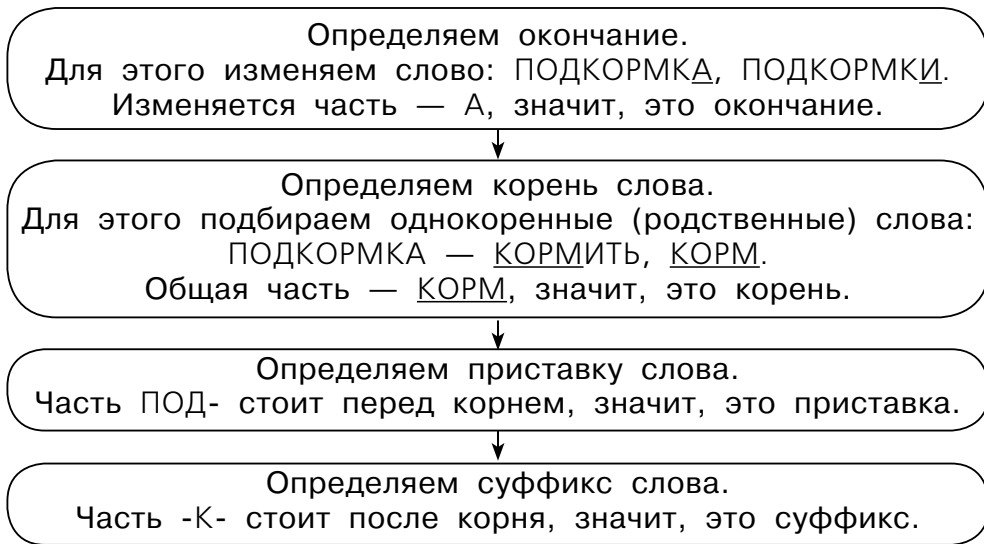 Определяем окончание.
Для этого изменяем слово: ПОДКОРМКА, ПОДКОРМКИ.
Изменяется часть — А, значит, это окончание.
Определяем корень слова.
Для этого подбираем однокоренные (родственные) слова:
ПОДКОРМКА — КОРМИТЬ, КОРМ.
Общая часть — КОРМ, значит, это корень.
Определяем приставку слова.
Часть ПОД- стоит перед корнем, значит, это приставка.
Определяем суффикс слова.
Часть -К- стоит после корня, значит, это суффикс.